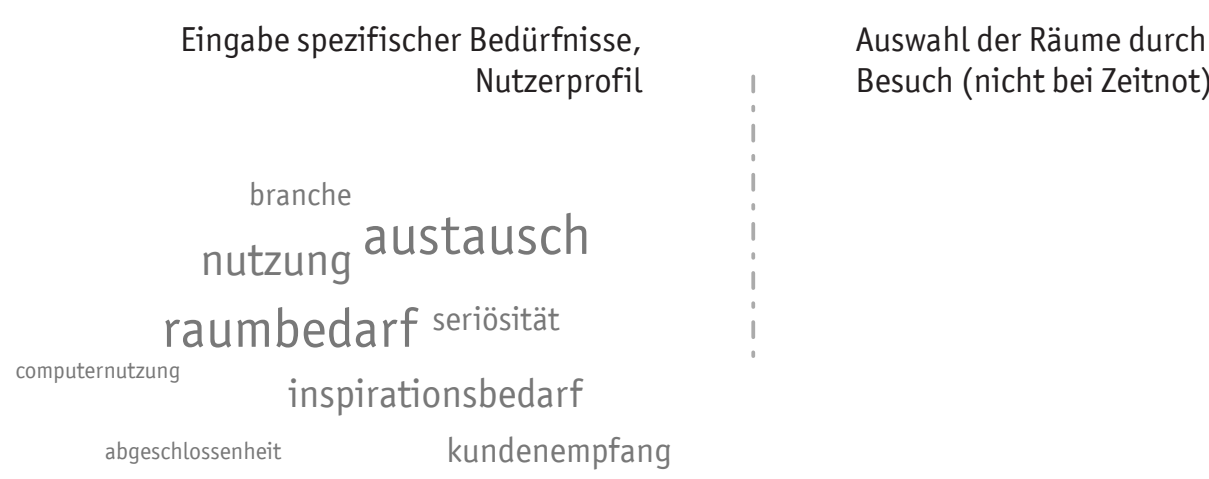 Eingabe spezifischer Bedürfnisse,
Nutzerprofil
Auswahl der Räume durch
Besuch (nicht bei Zeitnot)
branche
austausch
nutzung
raumbedarf seriösität
computernutzung
inspirationsbedarf
abgeschlossenheit kundenempfang